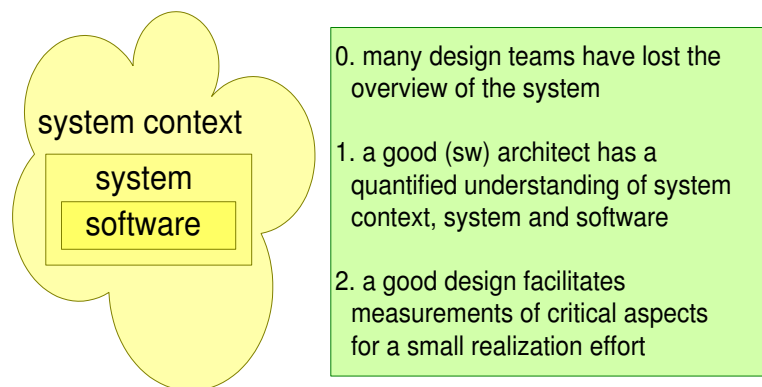 system context
system
software
0. many design teams have lost the
overview of the system
1. a good (sw) architect has a
quantified understanding of system
context, system and software
2. a good design facilitates
measurements of critical aspects
for a small realization effort